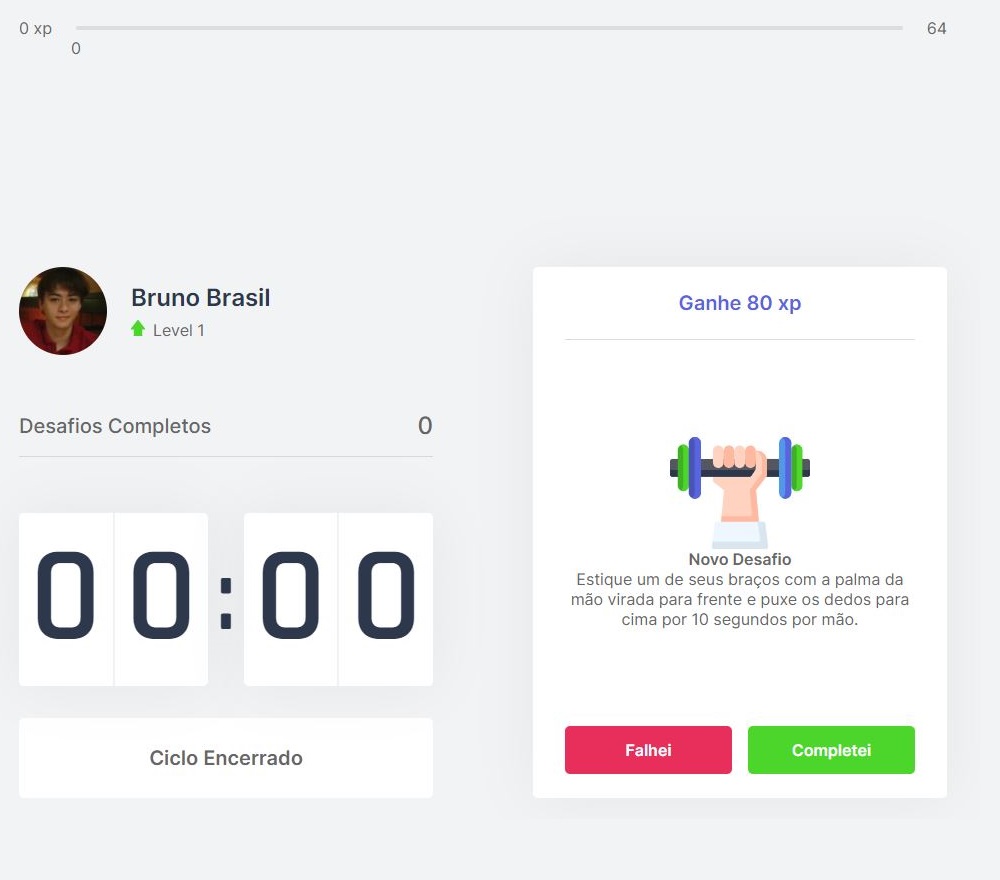 0 xp
64
0
Bruno Brasil
Level 1
Desafios Completos
0
00:00
Ciclo Encerrado
Ganhe 80 xp
Novo Desafio
Estique um de seus braços com a palma da
mão virada para frente e puxe os dedos para
cima por 10 segundos por mão.
Falhei
Completei